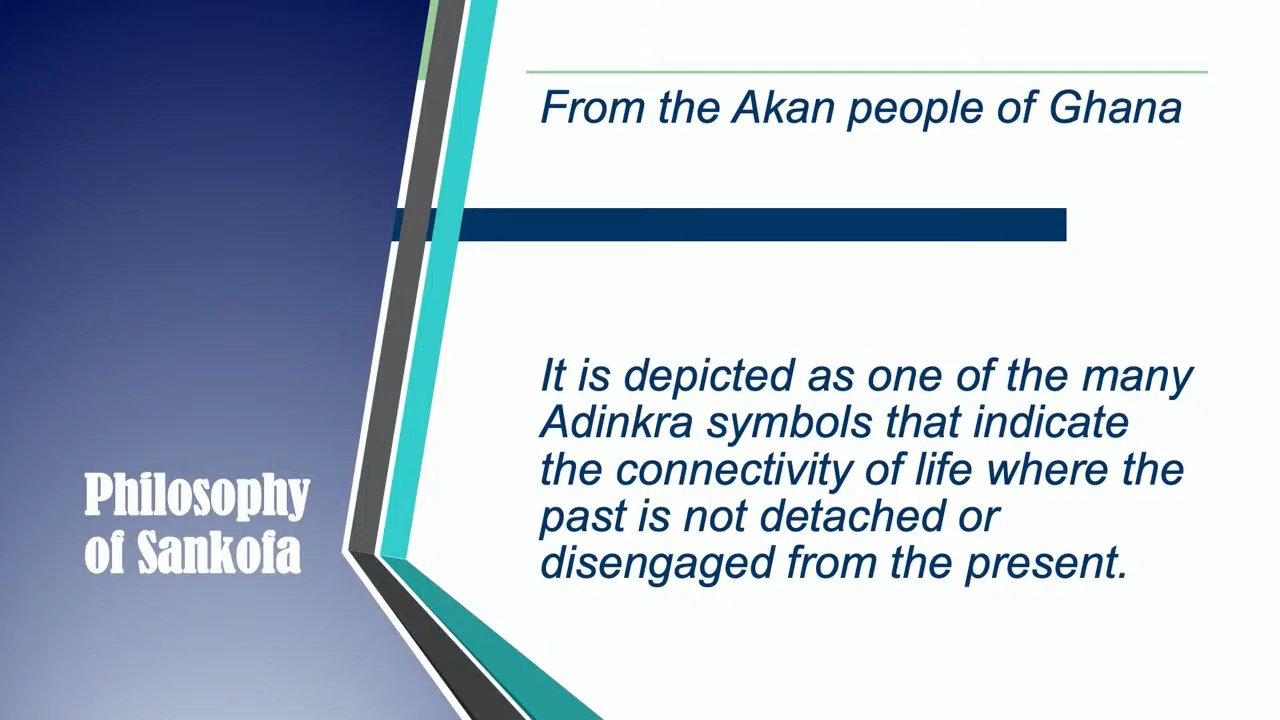 Philosophy
of Sankofa
From the Akan people of Ghana
It is depicted as one of the many
Adinkra symbols that indicate
the connectivity of life where the
past is not detached or
disengaged from the present.